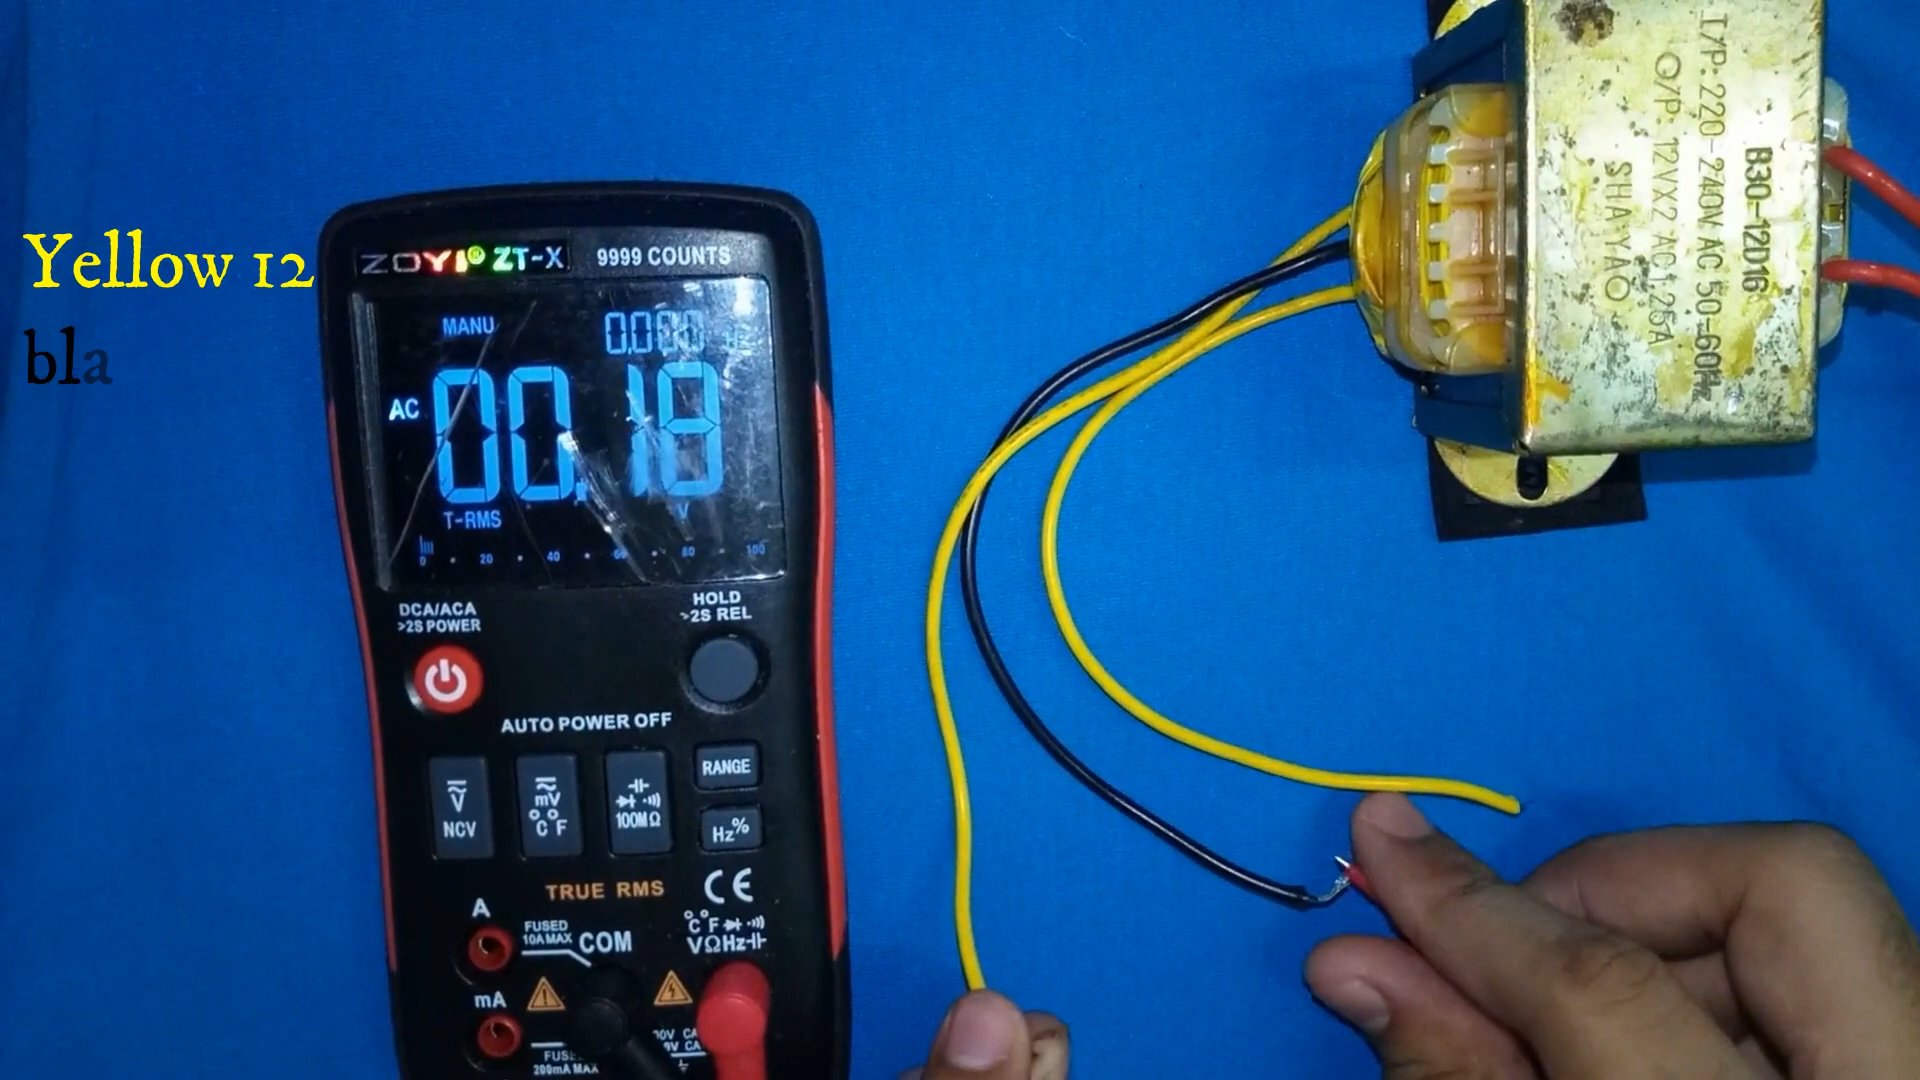 Yellow 12
bla
ZOYI® ZT-X
9999 COUNTS
MANU
0.000
AC
00.18
T-RMS
V
0 20 40 60 80 100
DCA/ACA
>2S POWER
HOLD
>2S REL
AUTO POWER OFF
V
NCV
mV
°C °F
100MΩ
RANGE
Hz%
TRUE RMS
CE
A
FUSED
10A MAX
COM
°C°F
VΩHz
mA
200mA MAX
I/P: 220-240V AC 50-60Hz
O/P: 12VX2 AC 1.25A
B30-12D16
SHAYAO